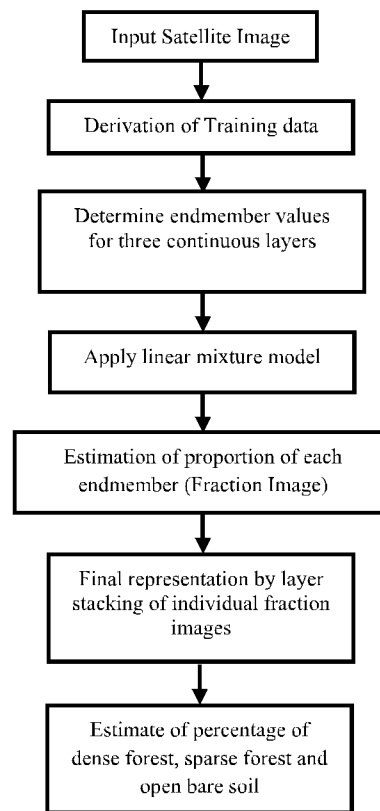 Input Satellite Image
Derivation of Training data
Determine endmember values
for three continuous layers
Apply linear mixture model
Estimation of proportion of each
endmember (Fraction Image)
Final representation by layer
stacking of individual fraction
images
Estimate of percentage of
dense forest, sparse forest and
open bare soil